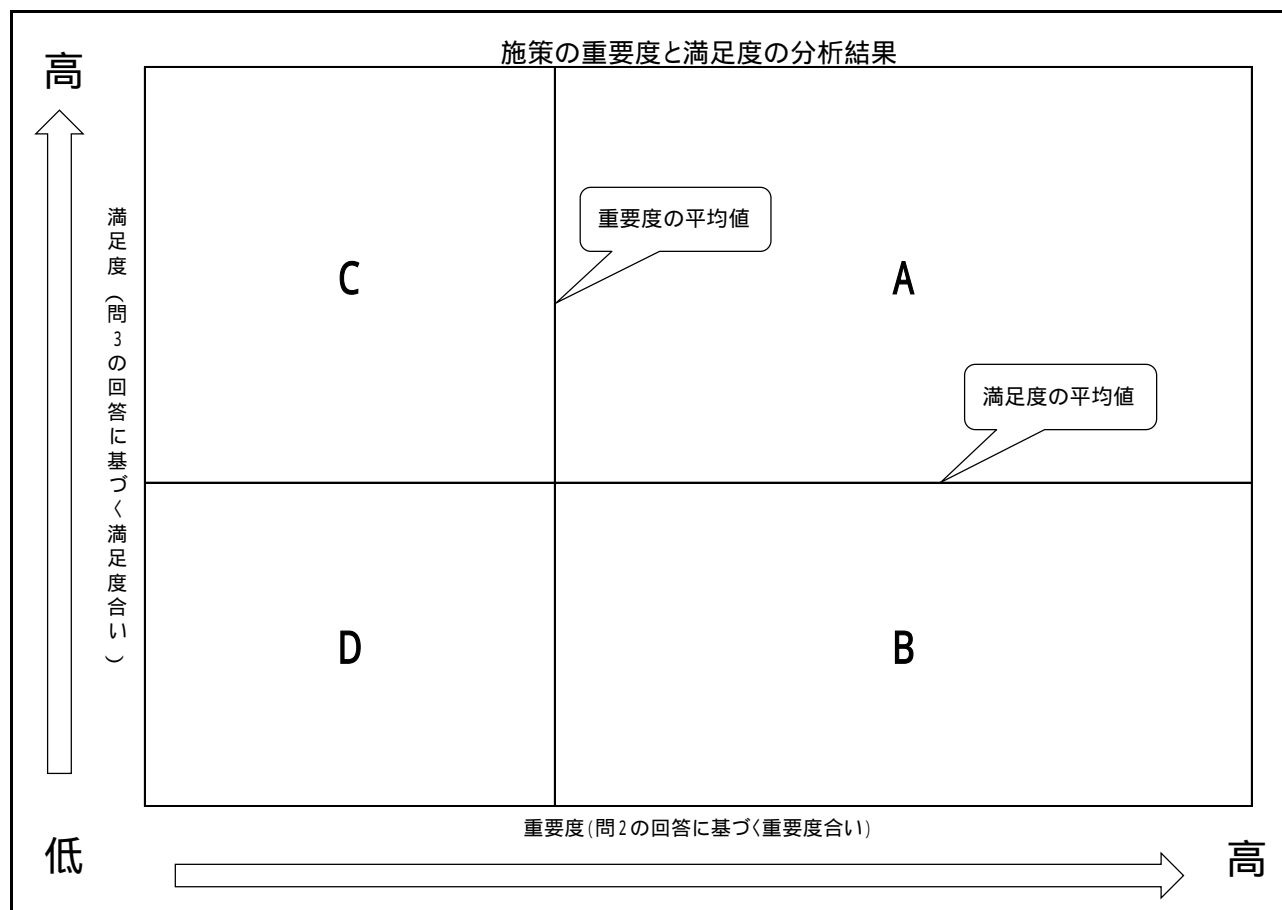 施策の重要度と満足度の分析結果
高
満足度(問3の回答に基づく満足度合い)
重要度の平均値
C
A
満足度の平均値
D
B
重要度(問2の回答に基づく重要度合い)
低
高